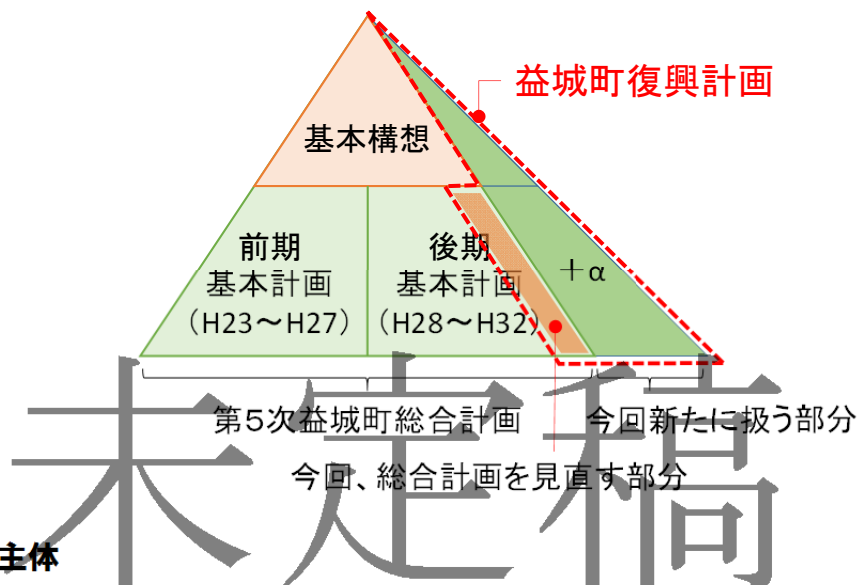 益城町復興計画
基本構想
前期
基本計画
（H23～H27）
後期
基本計画
（H28～H32）
＋α
第5次益城町総合計画
今回新たに扱う部分
今回、総合計画を見直す部分
未定稿
主体